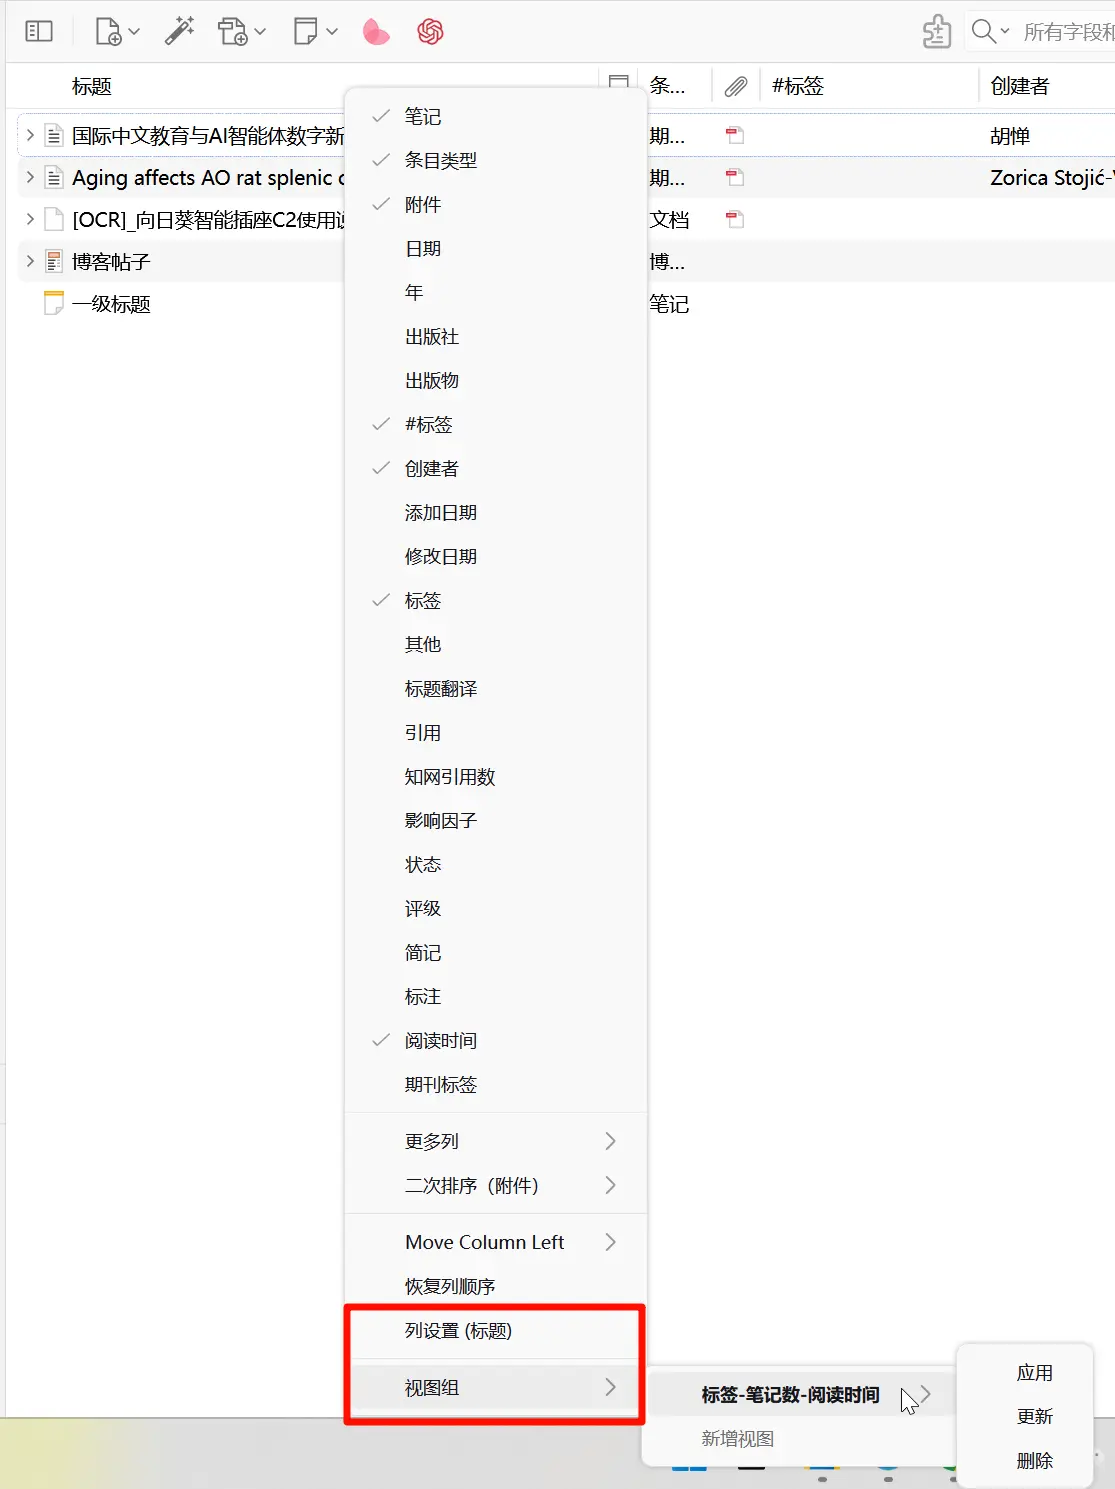 所有字段和
标题
条...
#标签
创建者
国际中文教育与AI智能体数字新
期...
胡惮
Aging affects AO rat splenic
期...
Zorica Stojić-
[OCR]_向日葵智能插座C2使用
文档
博客帖子
博...
一级标题
笔记
笔记
条目类型
附件
日期
年
出版社
出版物
#标签
创建者
添加日期
修改日期
标签
其他
标题翻译
引用
知网引用数
影响因子
状态
评级
简记
标注
阅读时间
期刊标签
更多列
二次排序（附件）
Move Column Left
恢复列顺序
列设置 (标题)
视图组
标签-笔记数-阅读时间
新增视图
应用
更新
删除